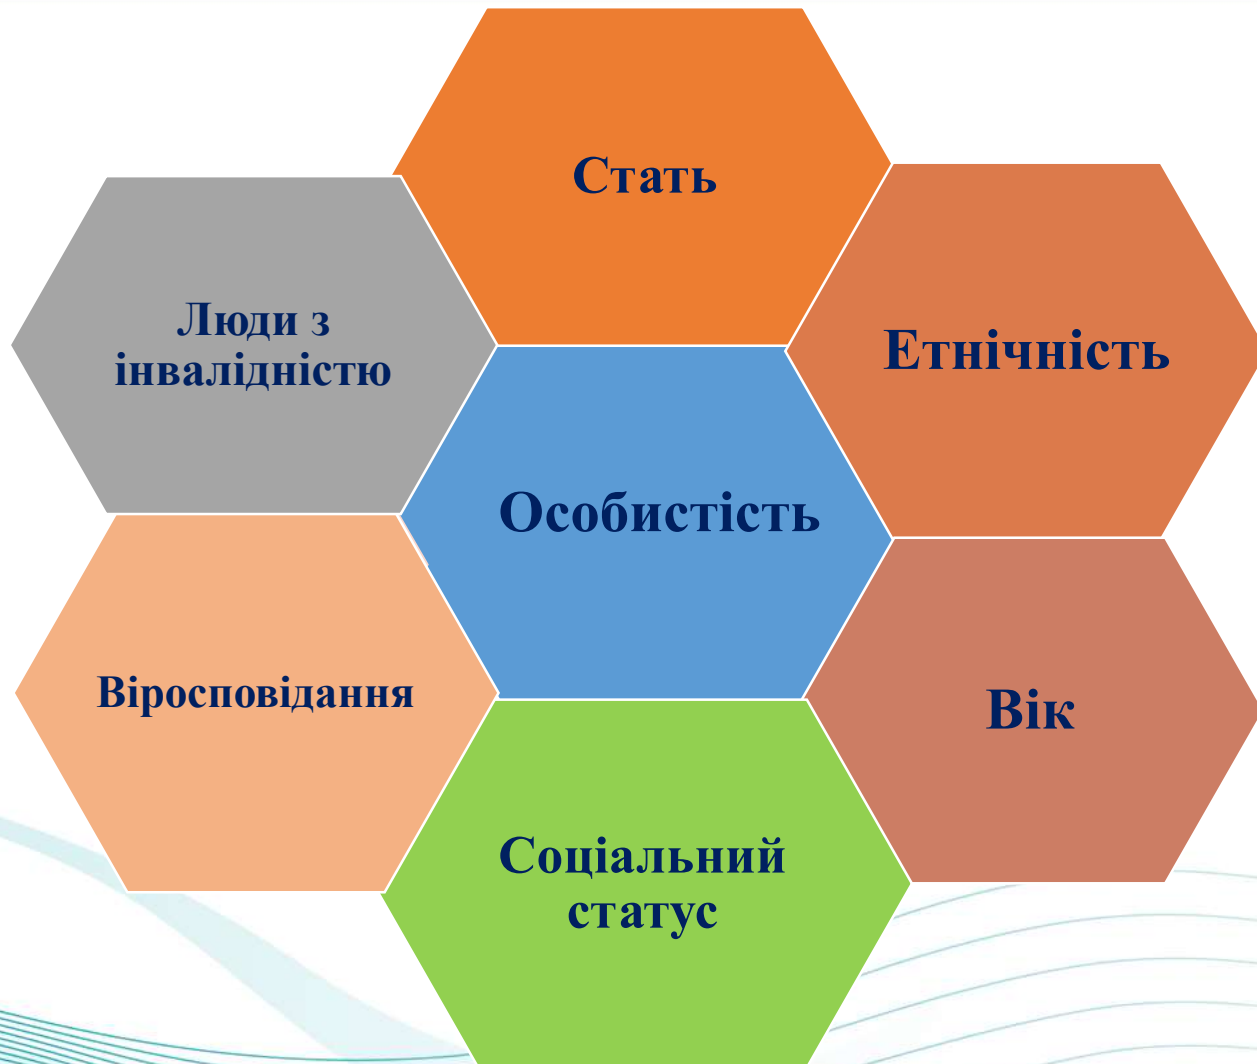 Стать
Люди з
інвалідністю
Етнічність
Особистість
Віросповідання
Вік
Соціальний
статус